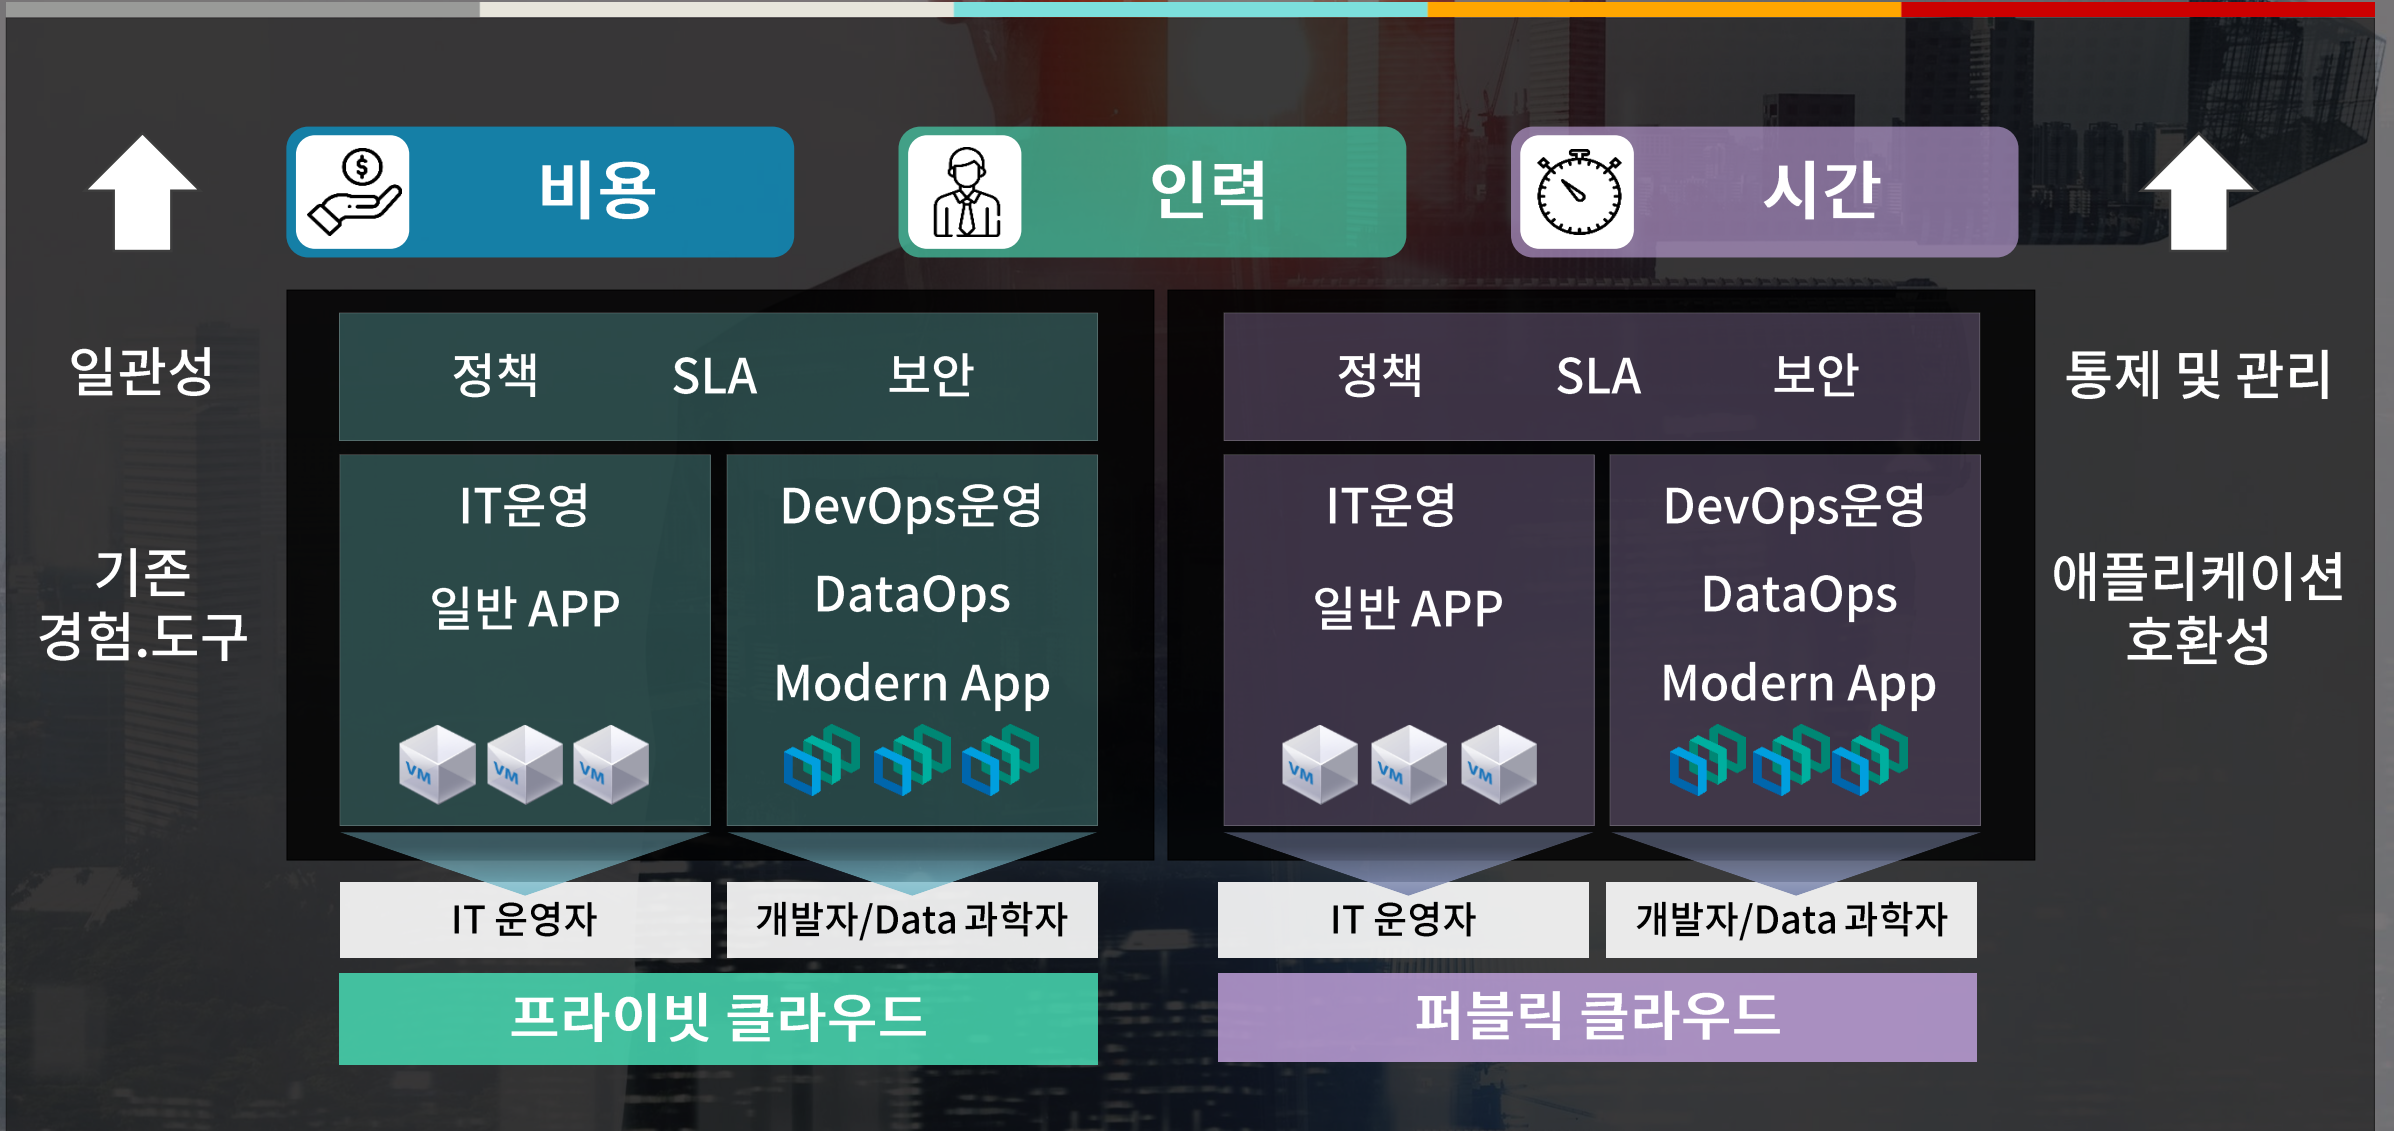 비용
인력
시간
일관성
정책 SLA 보안
정책 SLA 보안
통제 및 관리
기존
경험.도구
IT운영
일반 APP
VM VM VM
DevOps운영
DataOps
Modern App
IT운영
일반 APP
VM VM VM
DevOps운영
DataOps
Modern App
애플리케이션
호환성
IT 운영자
개발자/Data 과학자
IT 운영자
개발자/Data 과학자
프라이빗 클라우드
퍼블릭 클라우드